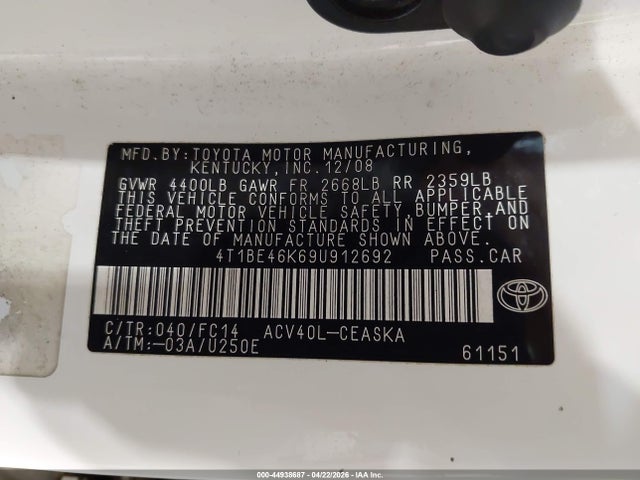 MFD. BY: TOYOTA MOTOR MANUFACTURING,
KENTUCKY, INC. 12/08
GVWR 4400LB GAWR FR 2668LB RR 2359LB
THIS VEHICLE CONFORMS TO ALL APPLICABLE
FEDERAL MOTOR VEHICLE SAFETY, BUMPER, AND
THEFT PREVENTION STANDARDS IN EFFECT ON
THE DATE OF MANUFACTURE SHOWN ABOVE.
4T1BE46K69U912692 PASS. CAR
C/TR: 040/FC14 ACV40L-CEASKA
A/TM: -03A/U250E 61151
000-44938687 - 04/22/2026 - IAA Inc.